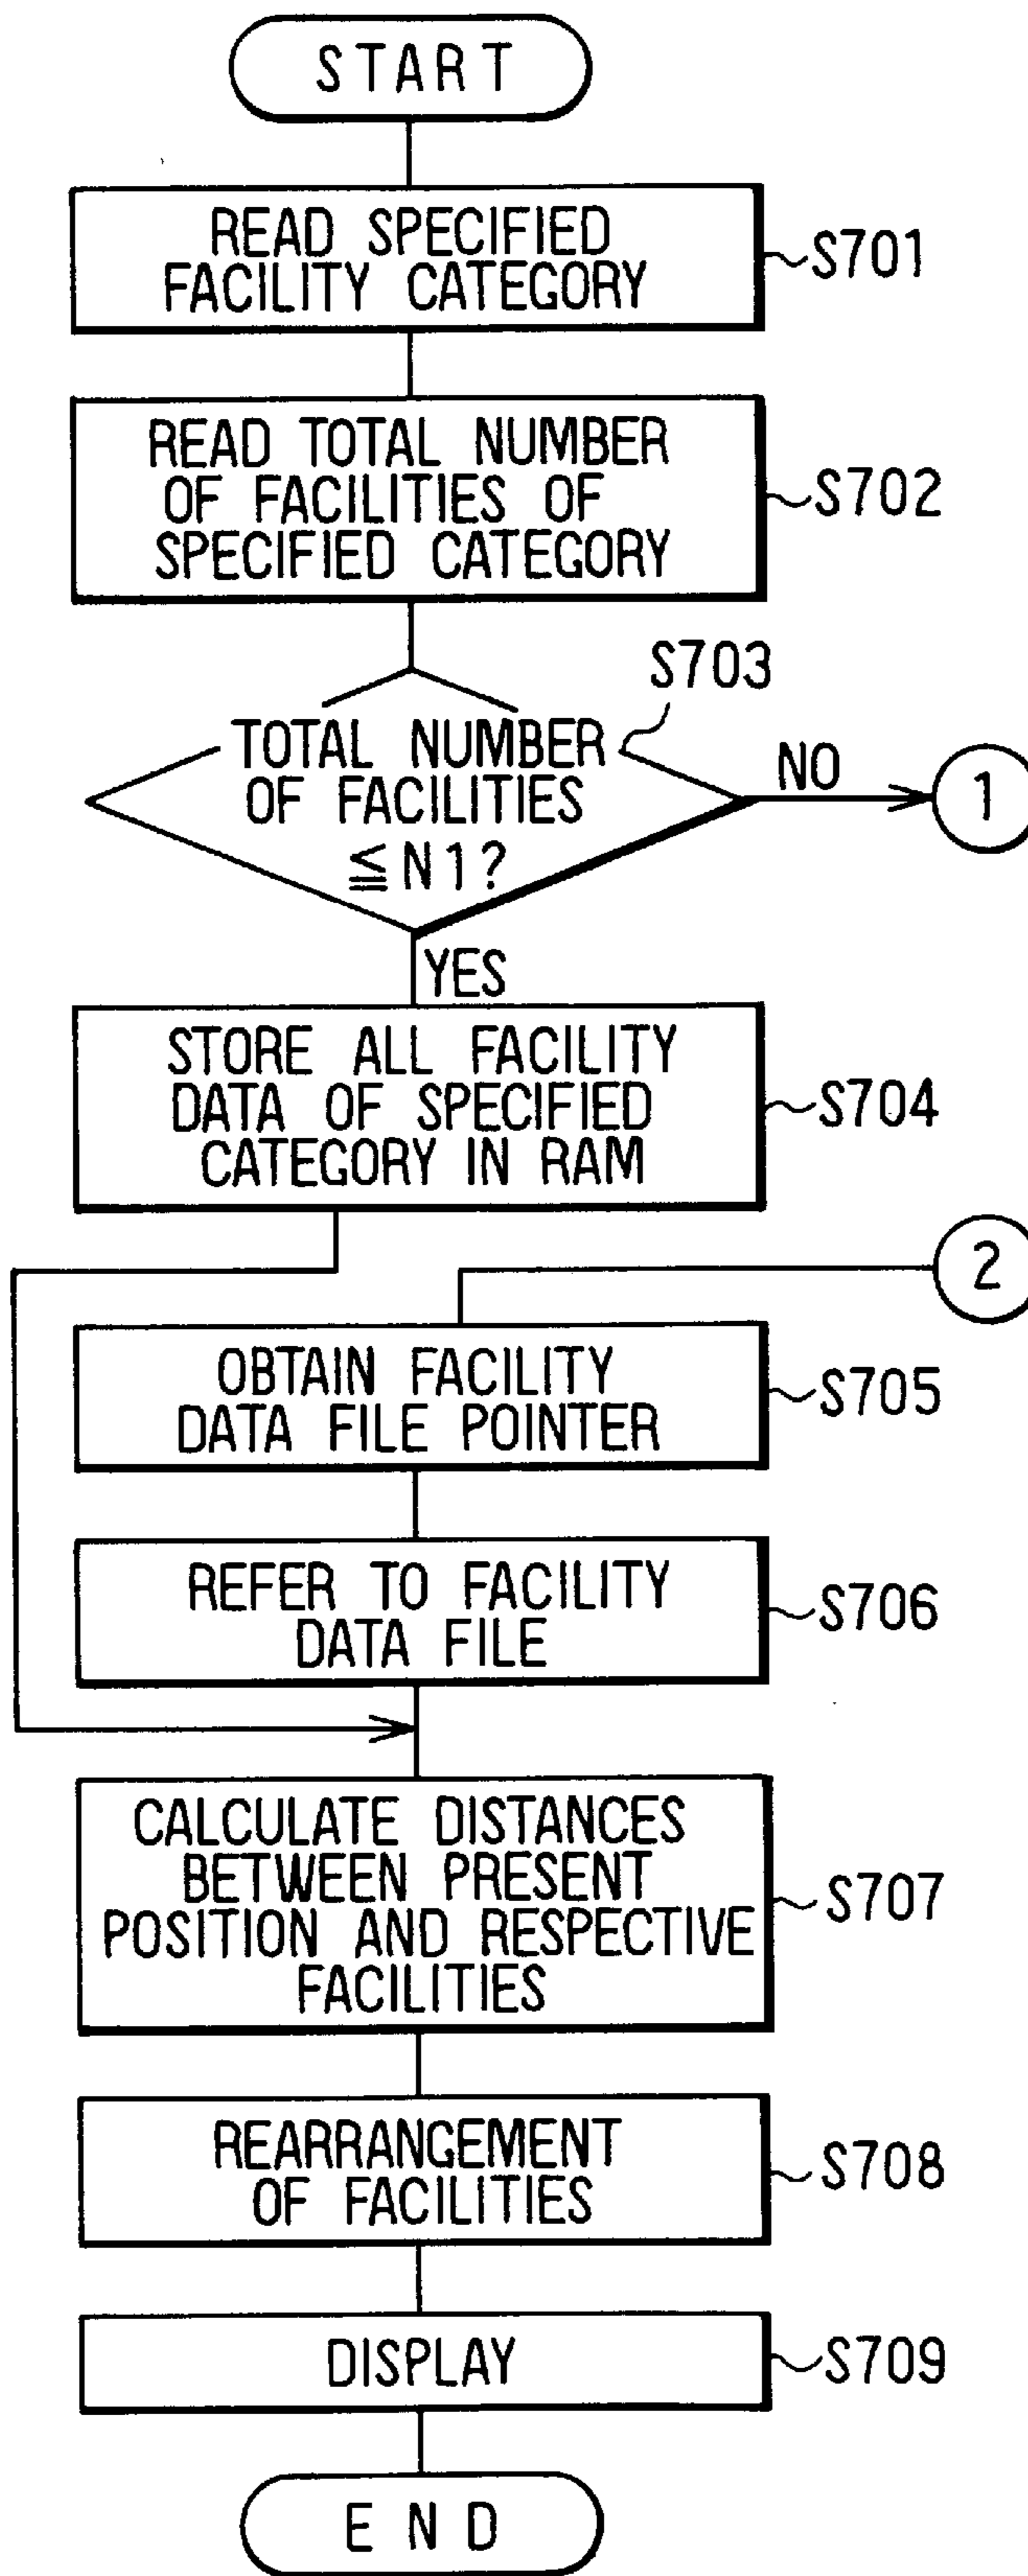 START
READ SPECIFIED
FACILITY CATEGORY
S701
READ TOTAL NUMBER
OF FACILITIES OF
SPECIFIED CATEGORY
S702
S703
TOTAL NUMBER
OF FACILITIES
≦N1?
NO
1
YES
STORE ALL FACILITY
DATA OF SPECIFIED
CATEGORY IN RAM
S704
2
OBTAIN FACILITY
DATA FILE POINTER
S705
REFER TO FACILITY
DATA FILE
S706
CALCULATE DISTANCES
BETWEEN PRESENT
POSITION AND RESPECTIVE
FACILITIES
S707
REARRANGEMENT
OF FACILITIES
S708
DISPLAY
S709
END